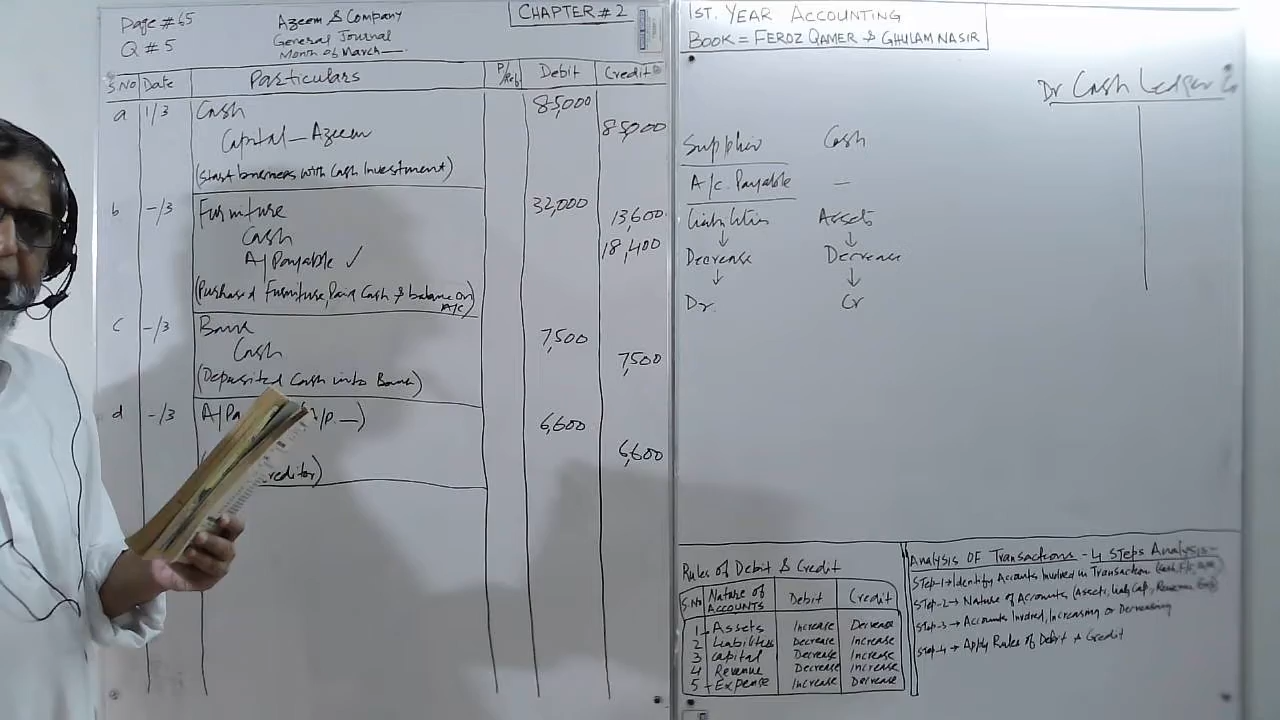 Page # 65
Q # 5
Azeem & Company
General Journal
Month of March
CHAPTER # 2
S.No Date Particulars P/Ref Debit Credit
a 1/3 Cash 85,000
Capital – Azeem 85,000
(Start business with Cash Investment)
b -/3 Furniture 32,000
Cash 13,600
A/Payable ✓ 18,400
(Purchased Furniture, Paid Cash & balance on A/C)
c -/3 Bank 7,500
Cash 7,500
(Deposited Cash into Bank)
d -/3 A/Pa /P. —) 6,600
6,600
reditor)
1ST. YEAR ACCOUNTING
BOOK = FEROZ QAMER & GHULAM NASIR
Dr Cash Ledger
Supplier Cash
A/c. Payable —
Liabilities Assets
↓ ↓
Decrease Decrease
↓ ↓
Dr. Cr
Rules of Debit & Credit
S.No Nature of ACCOUNTS Debit Credit
1 Assets Increase Decrease
2 Liabilities Decrease Increase
3 Capital Decrease Increase
4 Revenue Decrease Increase
5 Expense Increase Decrease
Analysis OF Transactions - 4 STEPS Analysis-
STEP-1→ Identify Accounts Involved in Transaction
STEP-2→ Nature of Accounts (Assets, Liab, Cap, Revenue
STEP-3→ Accounts Involved, Increasing or Decreasing
STEP-4→ Apply Rules of Debit & Credit